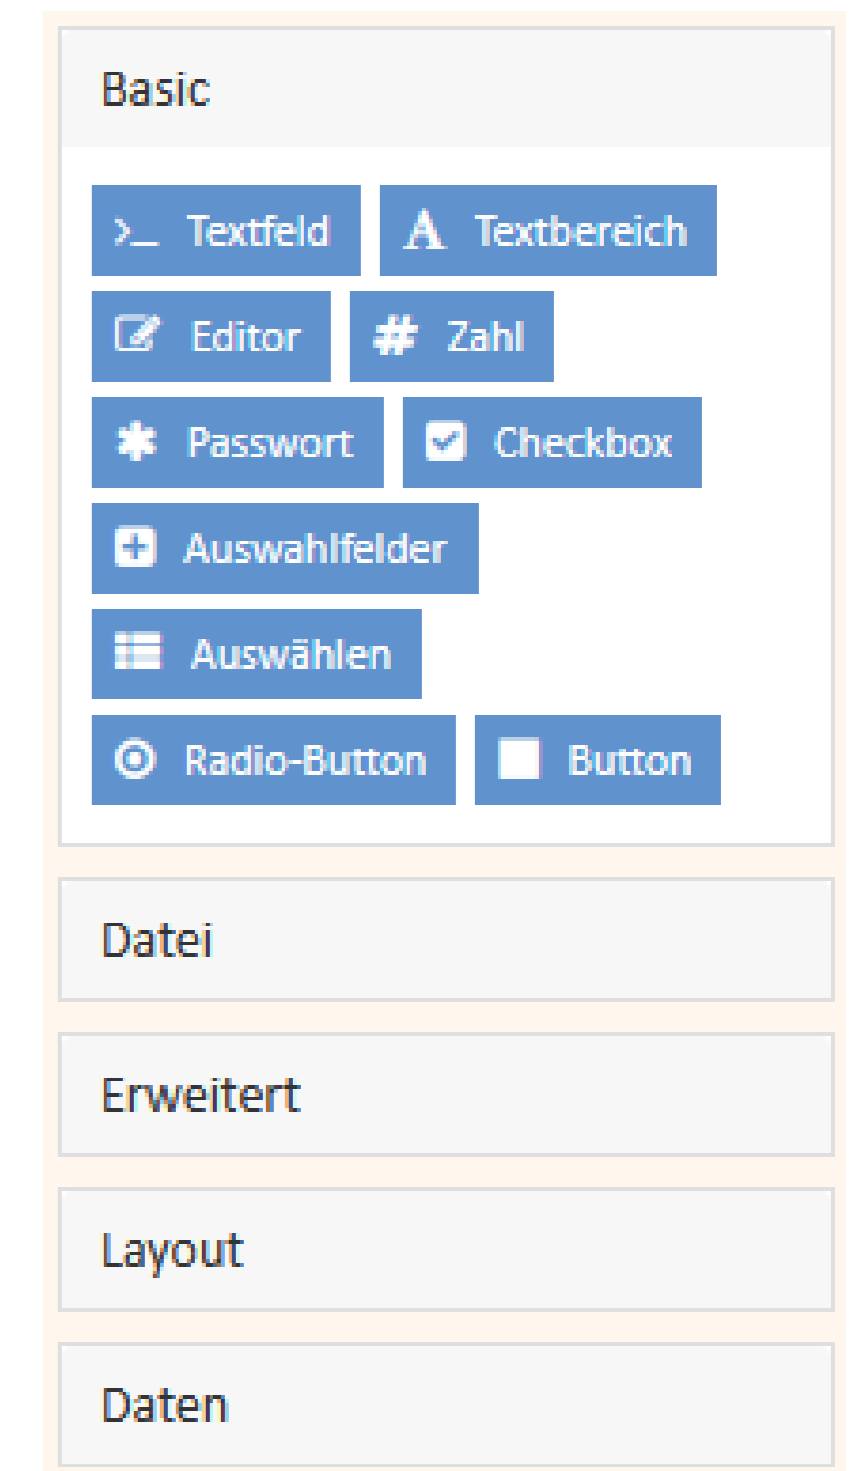 Basic
Textfeld Textbereich
Editor Zahl
Passwort Checkbox
Auswahlfelder
Auswählen
Radio-Button Button
Datei
Erweitert
Layout
Daten